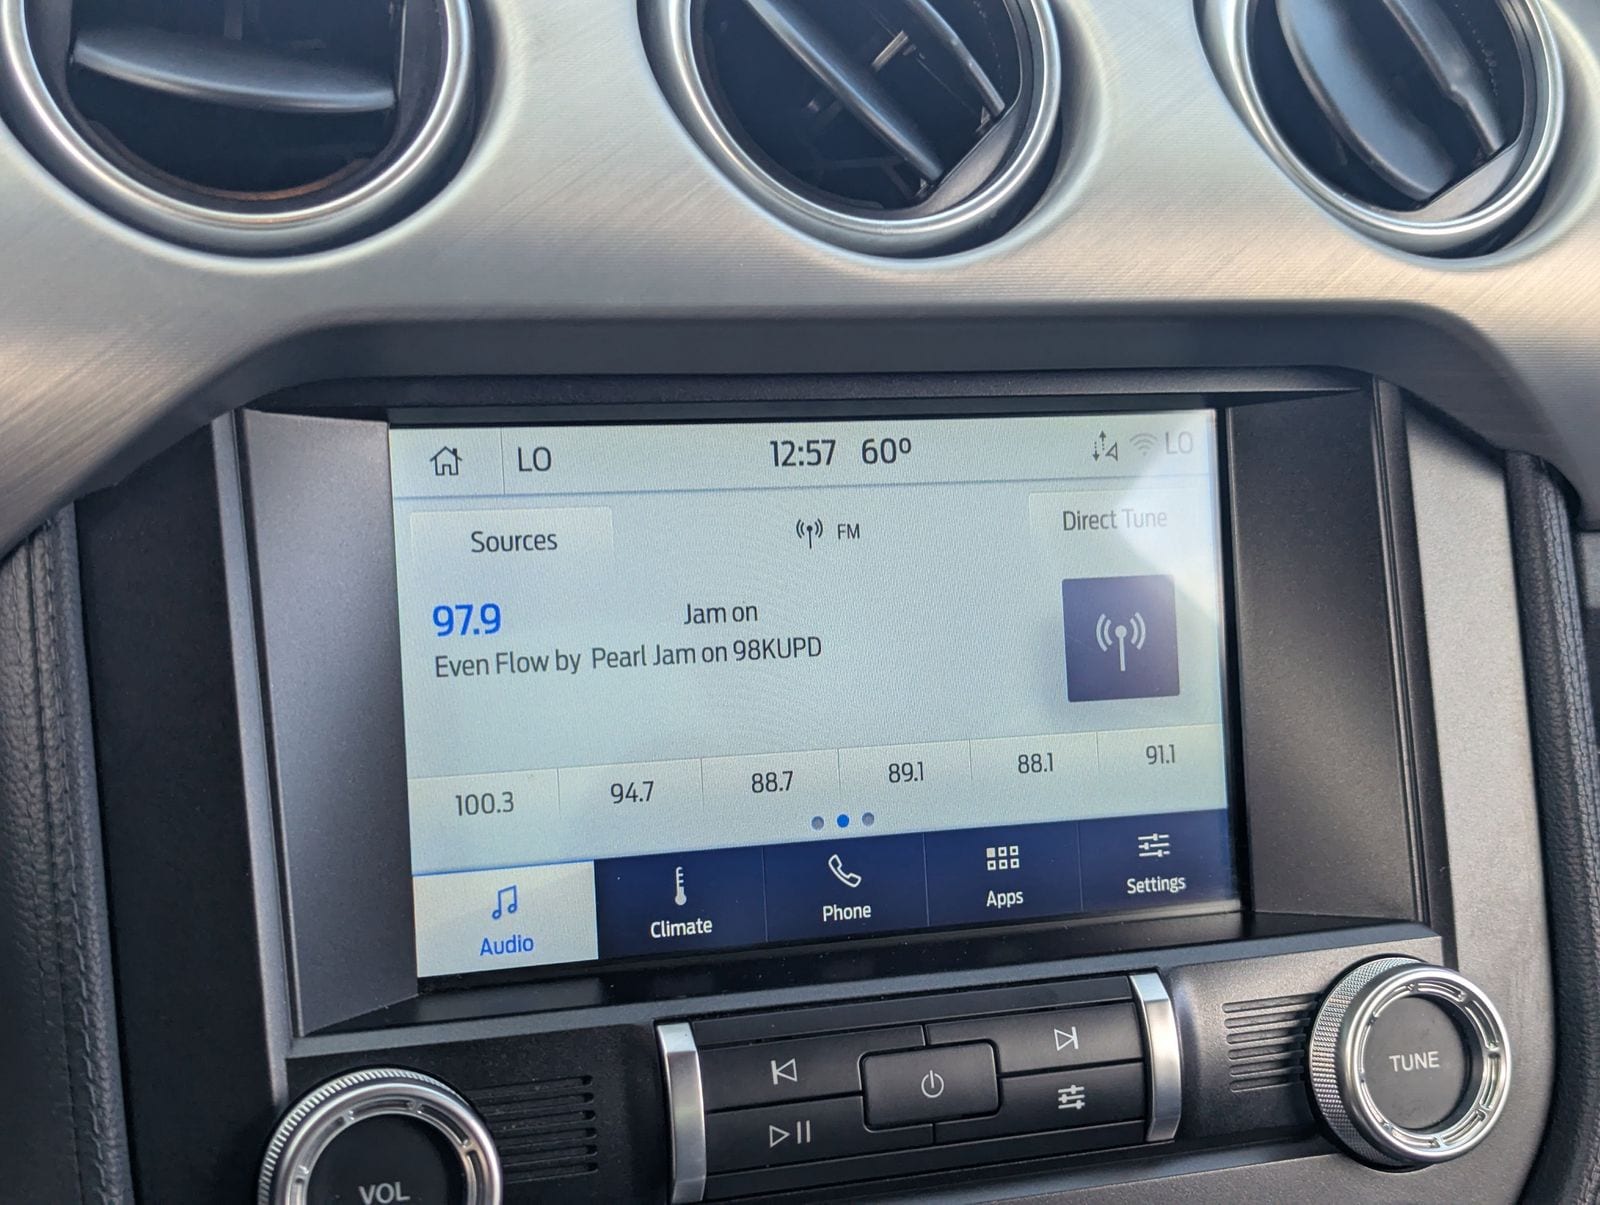 LO 12:57 60º LO
Sources FM Direct Tune
97.9 Jam on
Even Flow by Pearl Jam on 98KUPD
100.3 94.7 88.7 89.1 88.1 91.1
Audio Climate Phone Apps Settings
TUNE
VOL